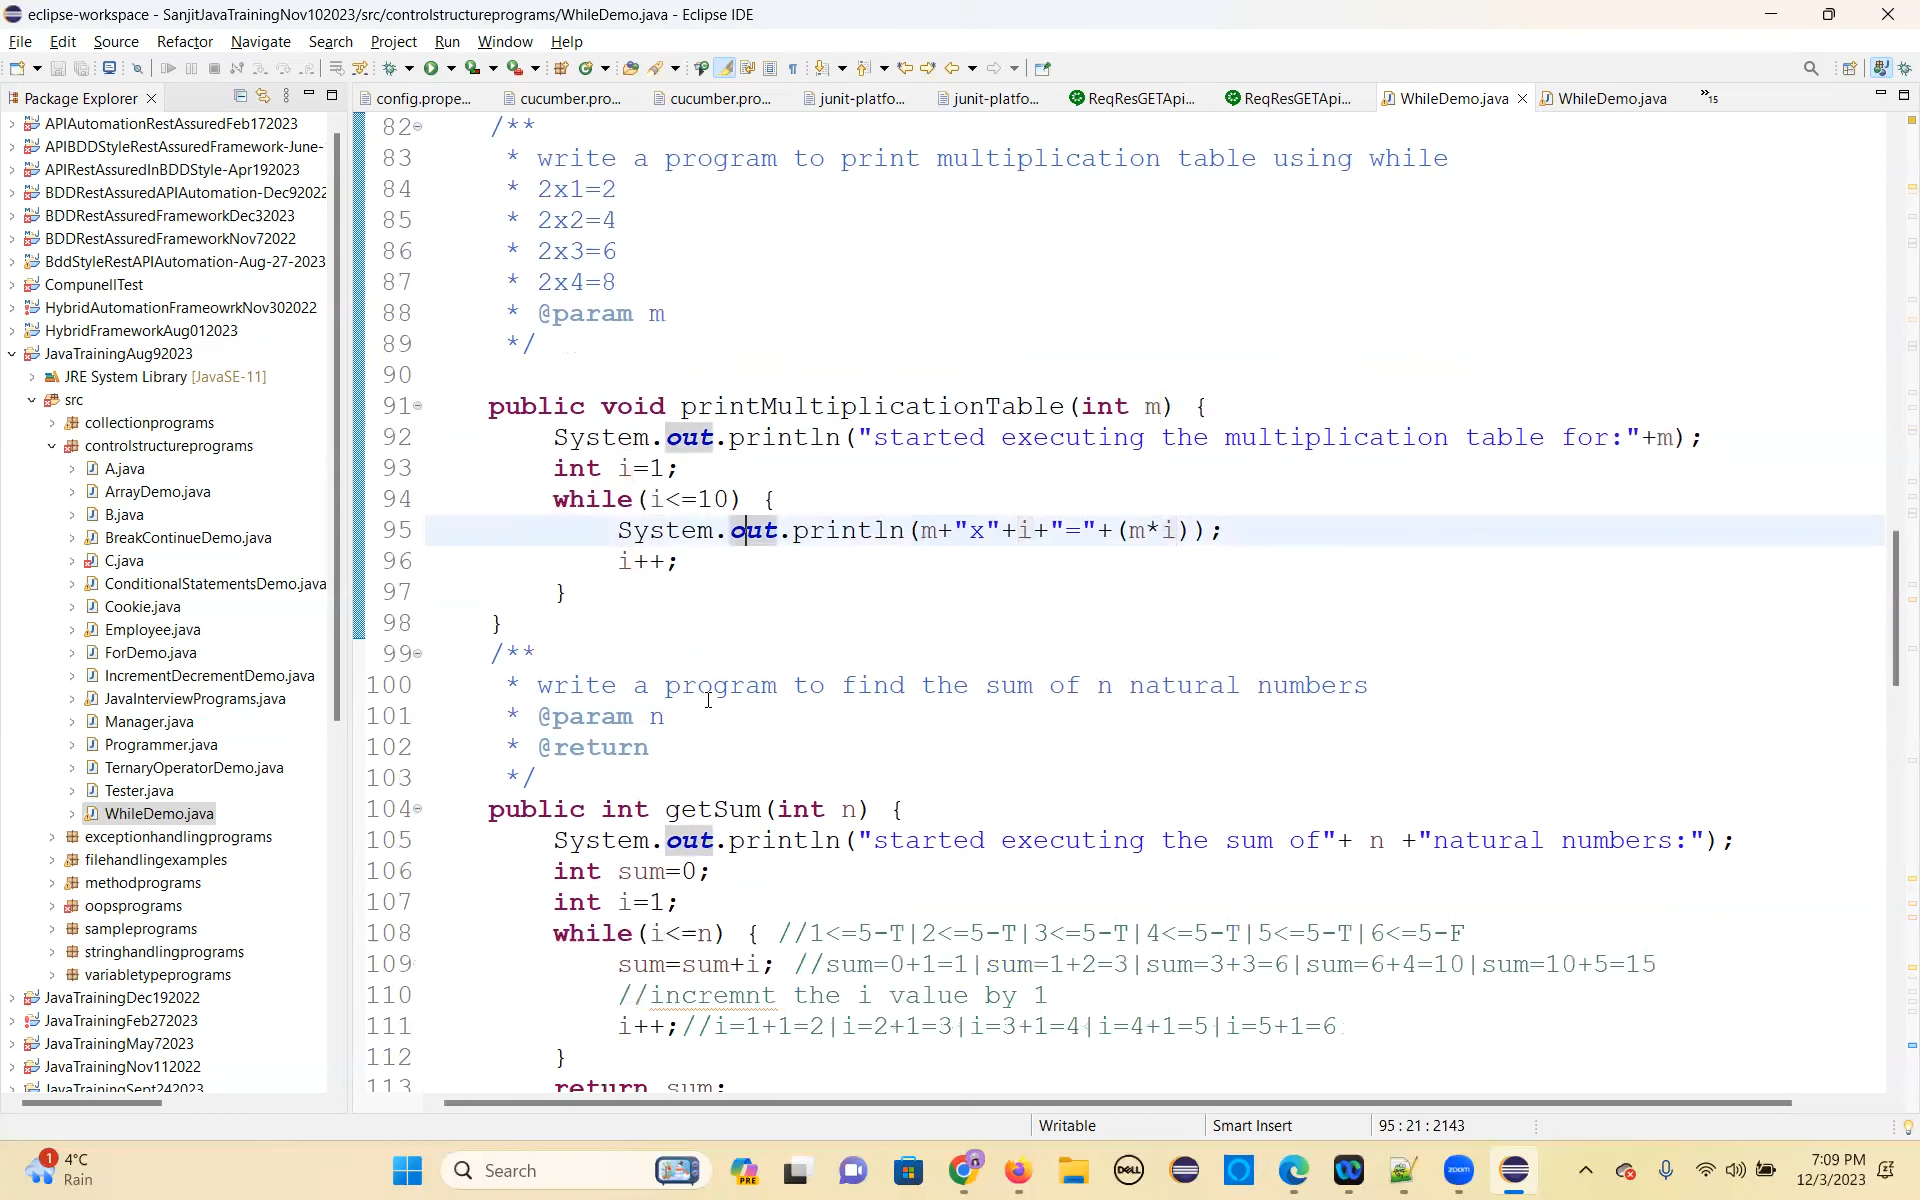 eclipse-workspace - SanjitJavaTrainingNov102023/src/controlstructureprograms/WhileDemo.java - Eclipse IDE
File Edit Source Refactor Navigate Search Project Run Window Help
Package Explorer
config.prope... cucumber.pro... cucumber.pro... junit-platfo... junit-platfo... ReqResGETApi... ReqResGETApi... WhileDemo.java WhileDemo.java »15
APIAutomationRestAssuredFeb172023
APIBDDStyleRestAssuredFramework-June-
APIRestAssuredInBDDStyle-Apr192023
BDDRestAssuredAPIAutomation-Dec92022
BDDRestAssuredFrameworkDec32023
BDDRestAssuredFrameworkNov72022
BddStyleRestAPIAutomation-Aug-27-2023
CompunellTest
HybridAutomationFrameowrkNov302022
HybridFrameworkAug012023
JavaTrainingAug92023
JRE System Library [JavaSE-11]
src
collectionprograms
controlstructureprograms
A.java
ArrayDemo.java
B.java
BreakContinueDemo.java
C.java
ConditionalStatementsDemo.java
Cookie.java
Employee.java
ForDemo.java
IncrementDecrementDemo.java
JavaInterviewPrograms.java
Manager.java
Programmer.java
TernaryOperatorDemo.java
Tester.java
WhileDemo.java
exceptionhandlingprograms
filehandlingexamples
methodprograms
oopsprograms
sampleprograms
stringhandlingprograms
variabletypeprograms
JavaTrainingDec192022
JavaTrainingFeb272023
JavaTrainingMay72023
JavaTrainingNov112022
JavaTrainingSept242023
82 /**
83 * write a program to print multiplication table using while
84 * 2x1=2
85 * 2x2=4
86 * 2x3=6
87 * 2x4=8
88 * @param m
89 */
90
91 public void printMultiplicationTable(int m) {
92 System.out.println("started executing the multiplication table for:"+m);
93 int i=1;
94 while(i<=10) {
95 System.out.println(m+"x"+i+"="+(m*i));
96 i++;
97 }
98 }
99 /**
100 * write a program to find the sum of n natural numbers
101 * @param n
102 * @return
103 */
104 public int getSum(int n) {
105 System.out.println("started executing the sum of"+ n +"natural numbers:");
106 int sum=0;
107 int i=1;
108 while(i<=n) { //1<=5-T|2<=5-T|3<=5-T|4<=5-T|5<=5-T|6<=5-F
109 sum=sum+i; //sum=0+1=1|sum=1+2=3|sum=3+3=6|sum=6+4=10|sum=10+5=15
110 //incremnt the i value by 1
111 i++;//i=1+1=2|i=2+1=3|i=3+1=4|i=4+1=5|i=5+1=6
112 }
113 return sum;
Writable Smart Insert 95 : 21 : 2143
1 4°C
Rain
Search
PRE
DELL
zoom
7:09 PM
12/3/2023